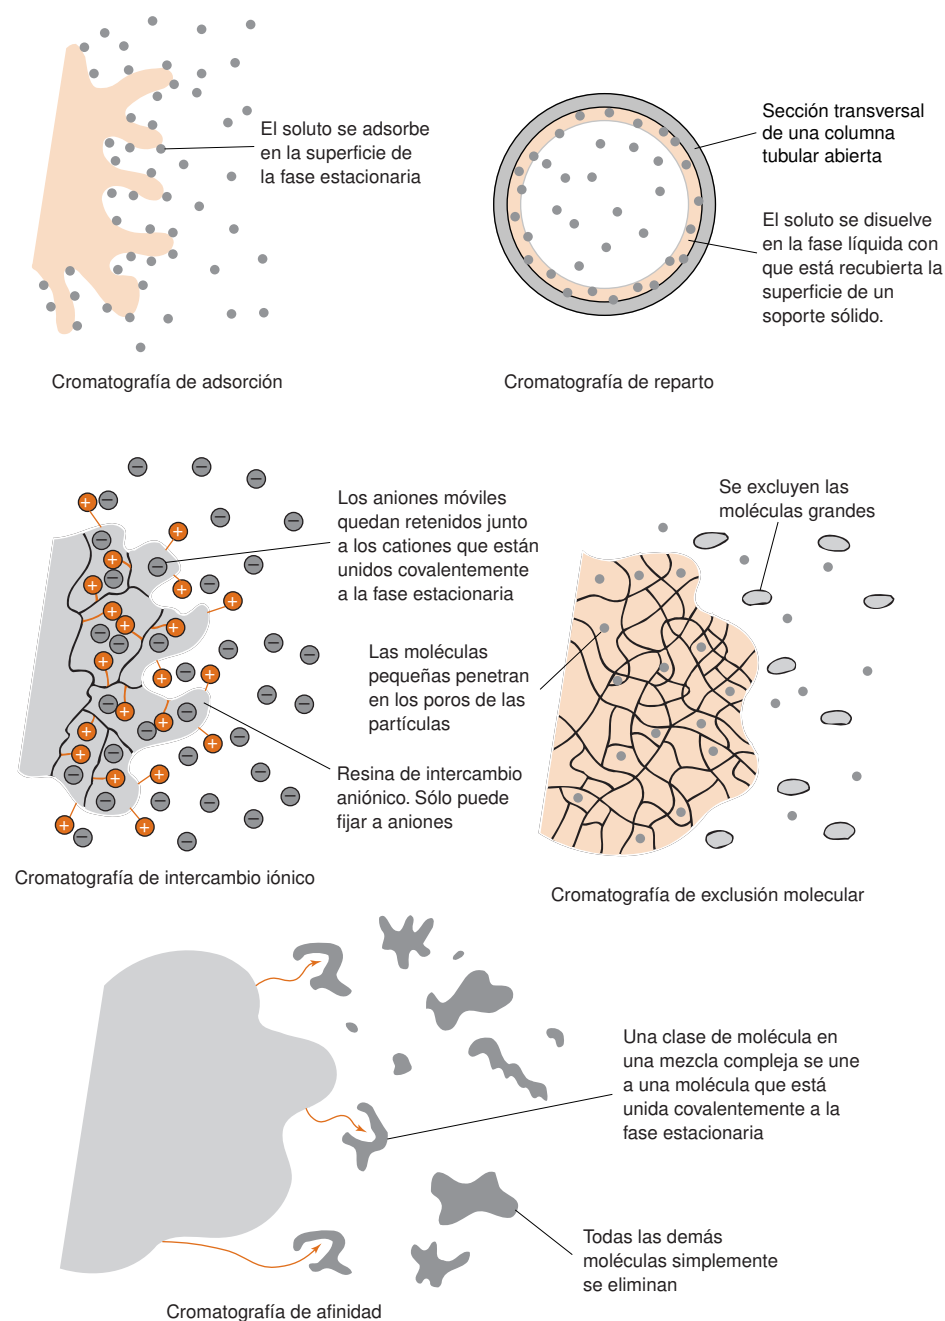 El soluto se adsorbe
en la superficie de
la fase estacionaria
Cromatografía de adsorción
Sección transversal
de una columna
tubular abierta
El soluto se disuelve
en la fase líquida con
que está recubierta la
superficie de un
soporte sólido.
Cromatografía de reparto
Los aniones móviles
quedan retenidos junto
a los cationes que están
unidos covalentemente
a la fase estacionaria
Resina de intercambio
aniónico. Sólo puede
fijar a aniones
Cromatografía de intercambio iónico
Se excluyen las
moléculas grandes
Las moléculas
pequeñas penetran
en los poros de las
partículas
Cromatografía de exclusión molecular
Una clase de molécula en
una mezcla compleja se une
a una molécula que está
unida covalentemente a la
fase estacionaria
Todas las demás
moléculas simplemente
se eliminan
Cromatografía de afinidad